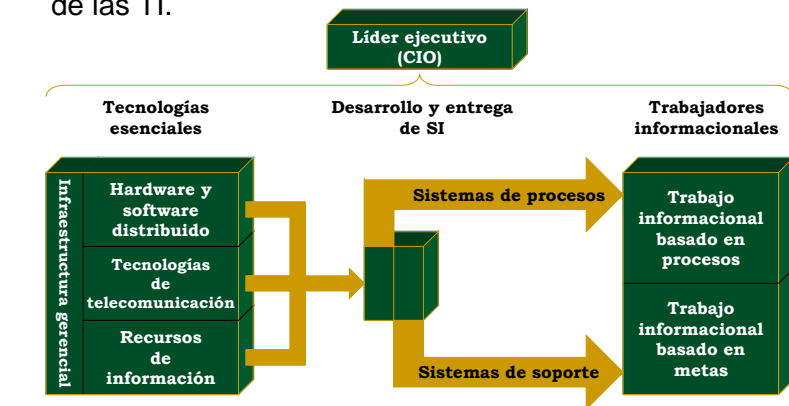 de las TI.
Líder ejecutivo
(CIO)
Tecnologías
esenciales
Desarrollo y entrega
de SI
Trabajadores
informacionales
Infraestructura gerencial
Hardware y
software
distribuido
Tecnologías
de
telecomunicación
Recursos
de
información
Sistemas de procesos
Sistemas de soporte
Trabajo
informacional
basado en
procesos
Trabajo
informacional
basado en
metas